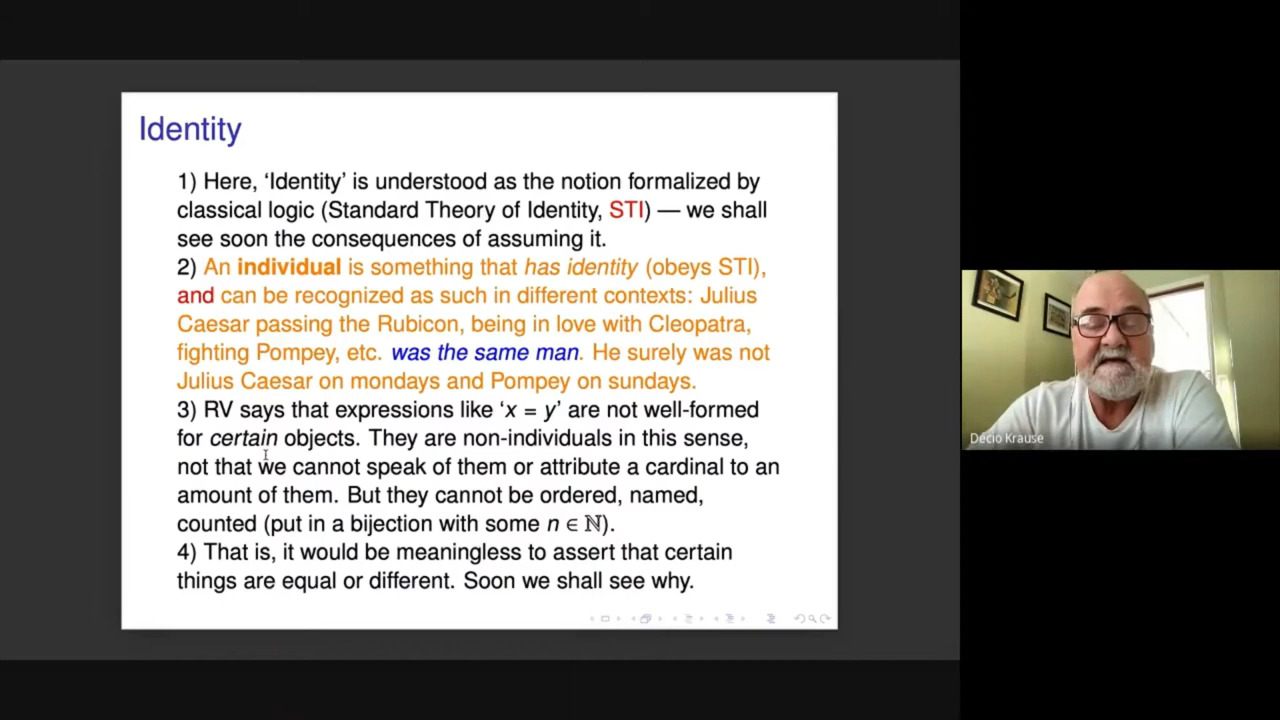 Identity
1) Here, ‘Identity’ is understood as the notion formalized by
classical logic (Standard Theory of Identity, STI) — we shall
see soon the consequences of assuming it.
2) An individual is something that has identity (obeys STI),
and can be recognized as such in different contexts: Julius
Caesar passing the Rubicon, being in love with Cleopatra,
fighting Pompey, etc. was the same man. He surely was not
Julius Caesar on mondays and Pompey on sundays.
3) RV says that expressions like ‘x = y’ are not well-formed
for certain objects. They are non-individuals in this sense,
not that we cannot speak of them or attribute a cardinal to an
amount of them. But they cannot be ordered, named,
counted (put in a bijection with some n ∈ ℕ).
4) That is, it would be meaningless to assert that certain
things are equal or different. Soon we shall see why.
Décio Krause